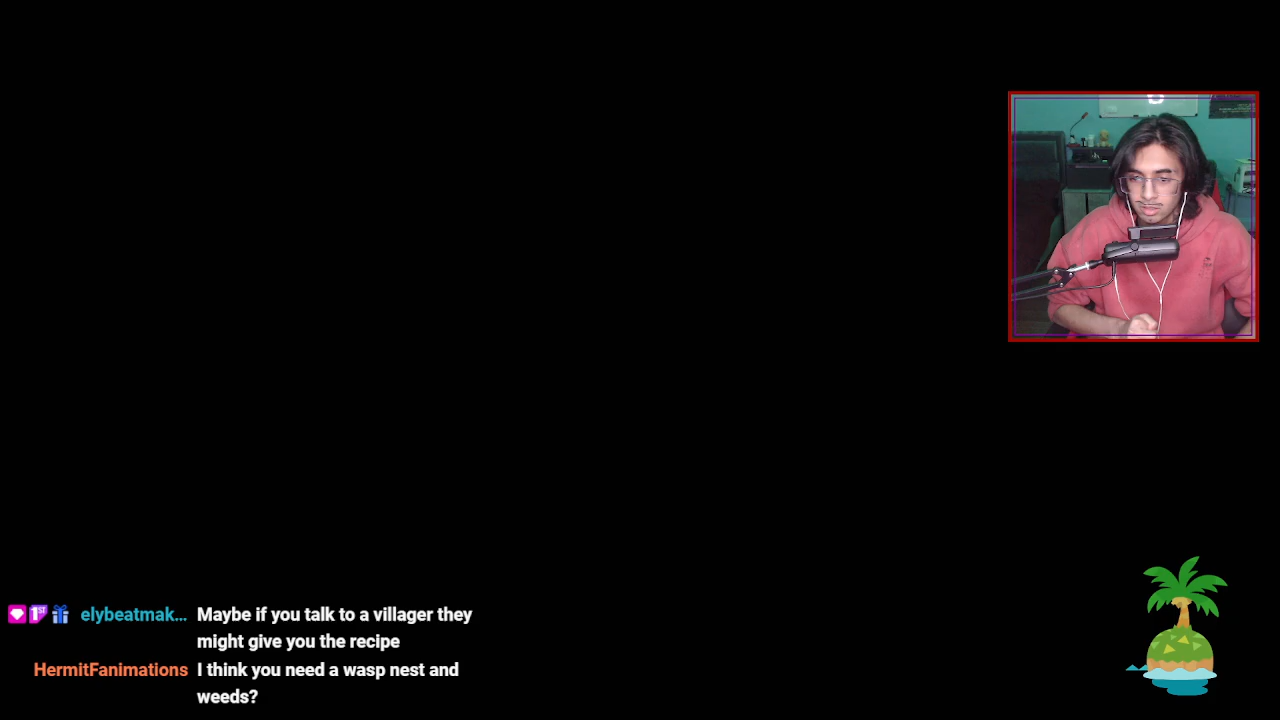 elybeatmak... Maybe if you talk to a villager they
might give you the recipe
HermitFanimations I think you need a wasp nest and
weeds?